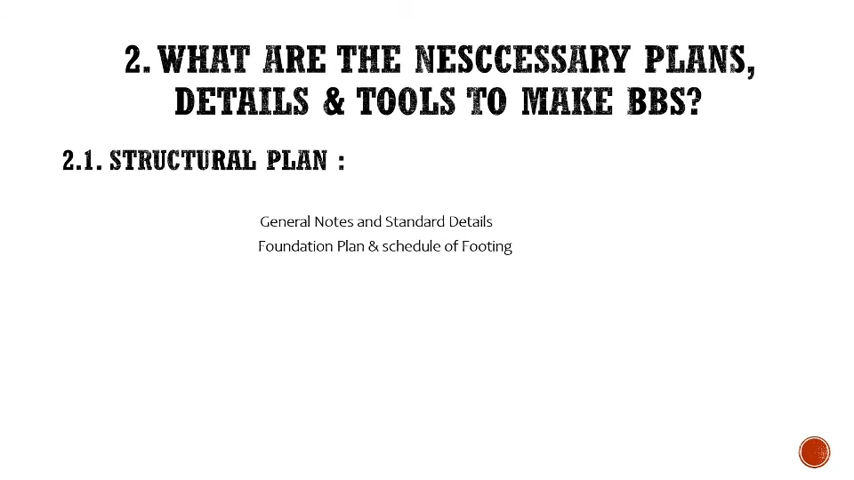 2. WHAT ARE THE NESCCESSARY PLANS,
DETAILS & TOOLS TO MAKE BBS?
2.1. STRUCTURAL PLAN :
General Notes and Standard Details
Foundation Plan & schedule of Footing